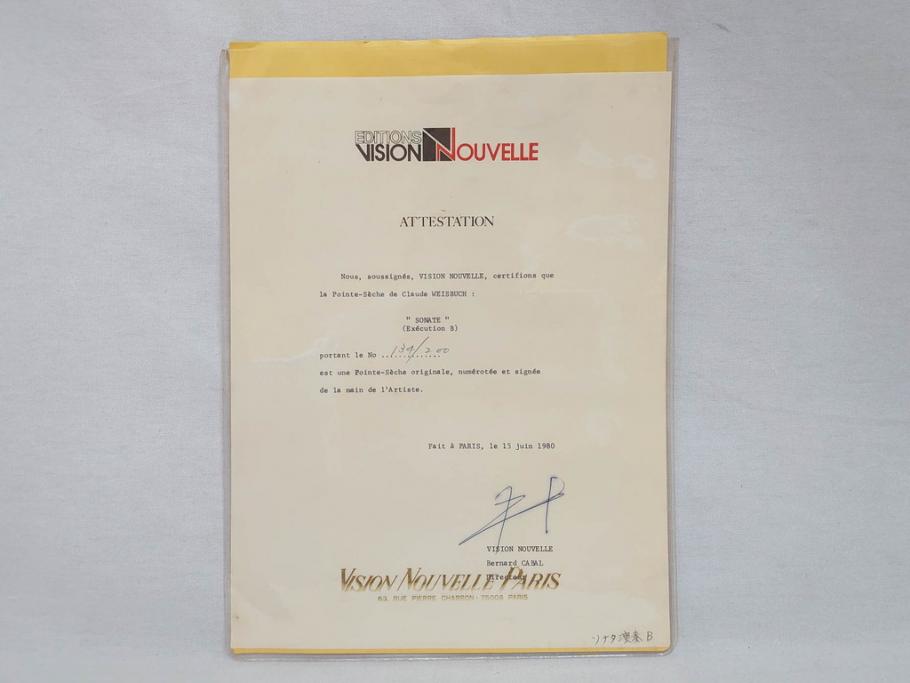 EDITIONS
VISION NOUVELLE
ATTESTATION
Nous, soussignés, VISION NOUVELLE, certifions que
la Pointe-Sèche de Claude WEISBUCH :
" SONATE "
(Exécution B)
portant le No ...139/200...
est une Pointe-Sèche originale, numérotée et signée
de la main de l'Artiste.
Fait à PARIS, le 15 juin 1980
VISION NOUVELLE
Bernard CABAL
Directeur
VISION NOUVELLE PARIS
63, RUE PIERRE CHARRON - 75008 PARIS
ソナタ演奏 B